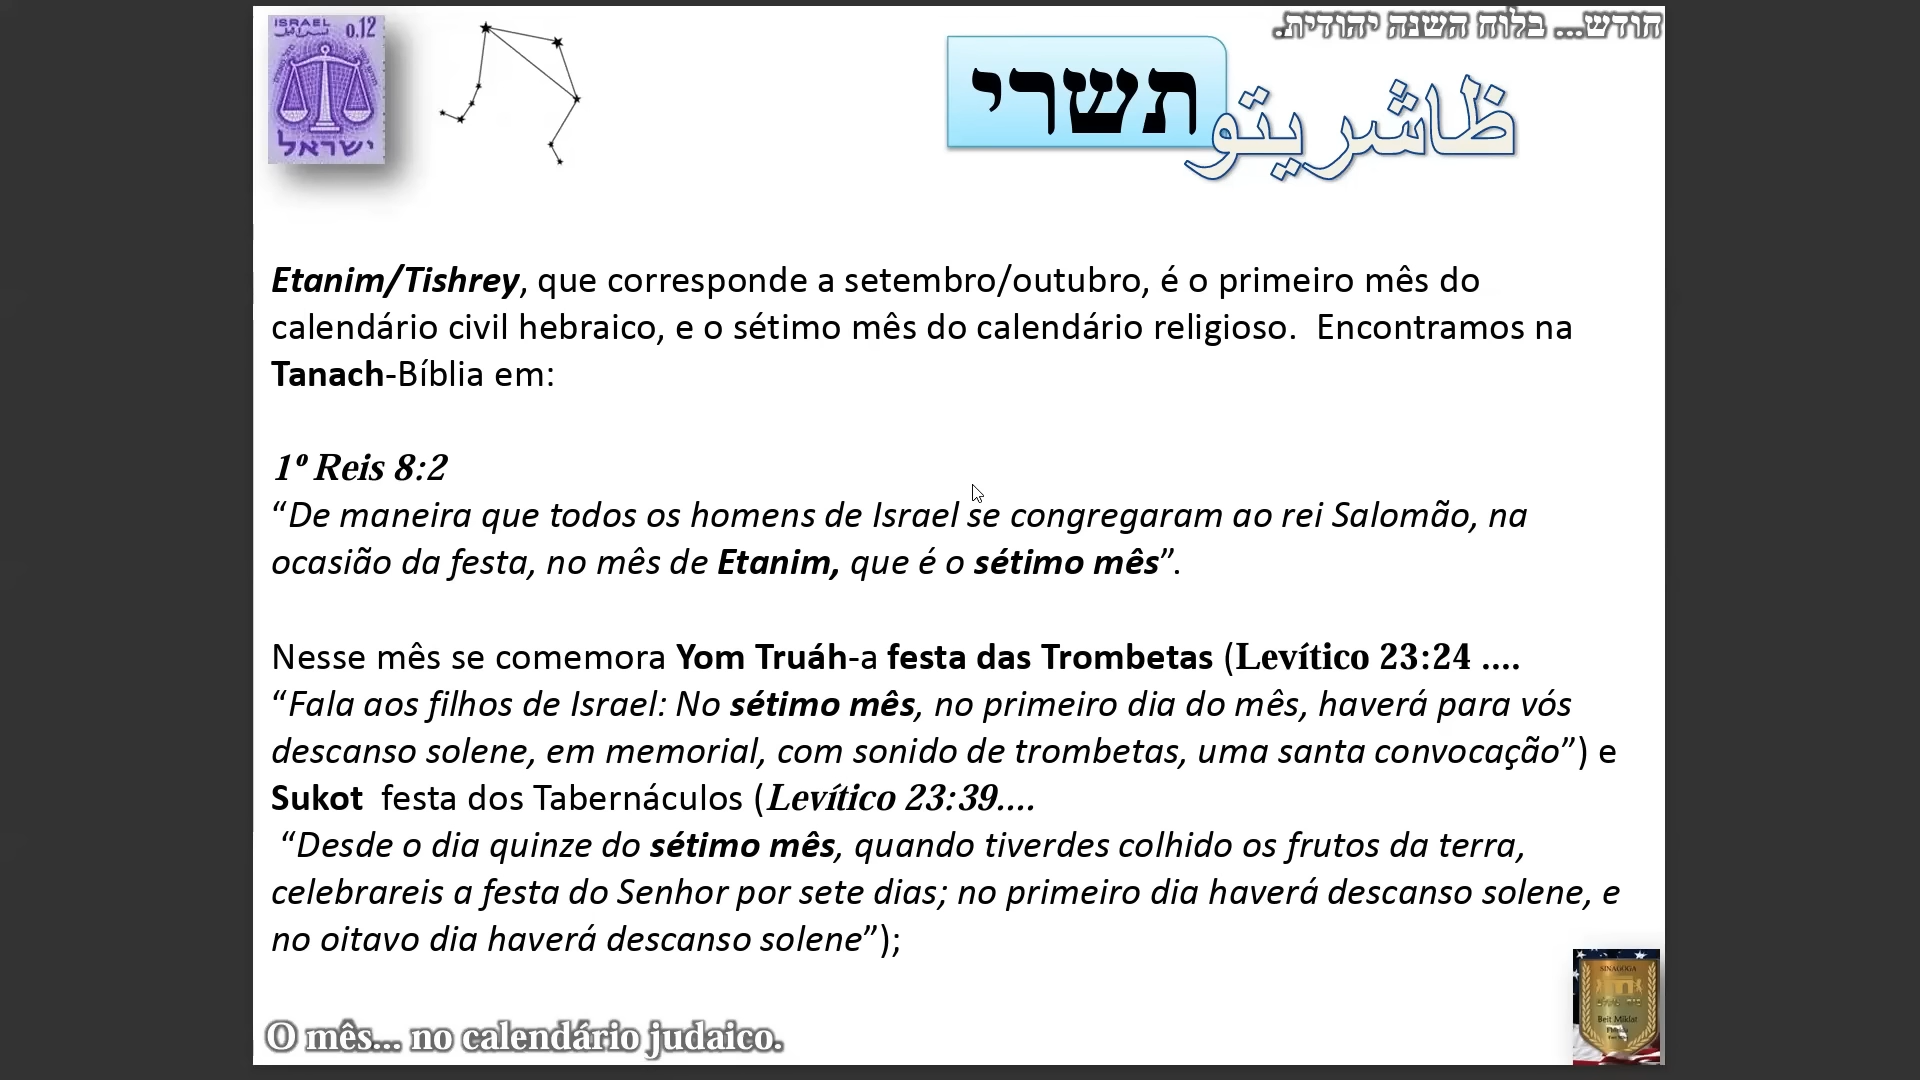 ISRAEL 0.12
إسرائيل
ישראל
חודש... בלוח השנה יהודית.
תשרי
ظاشريتو
Etanim/Tishrey, que corresponde a setembro/outubro, é o primeiro mês do
calendário civil hebraico, e o sétimo mês do calendário religioso. Encontramos na
Tanach-Bíblia em:
1º Reis 8:2
“De maneira que todos os homens de Israel se congregaram ao rei Salomão, na
ocasião da festa, no mês de Etanim, que é o sétimo mês”.
Nesse mês se comemora Yom Truáh-a festa das Trombetas (Levítico 23:24 ....
“Fala aos filhos de Israel: No sétimo mês, no primeiro dia do mês, haverá para vós
descanso solene, em memorial, com sonido de trombetas, uma santa convocação”) e
Sukot festa dos Tabernáculos (Levítico 23:39....
“Desde o dia quinze do sétimo mês, quando tiverdes colhido os frutos da terra,
celebrareis a festa do Senhor por sete dias; no primeiro dia haverá descanso solene, e
no oitavo dia haverá descanso solene”);
O mês... no calendário judaico.
SINAGOGA
Beit Miklat